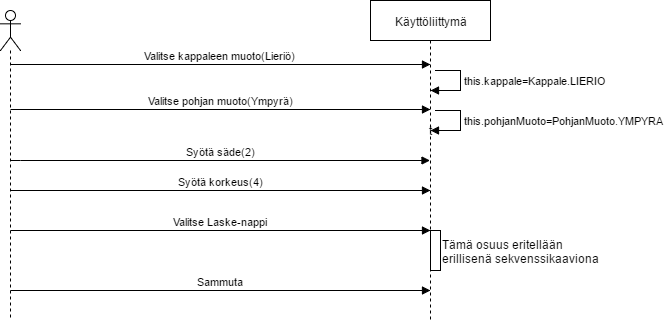 Käyttöliittymä
Valitse kappaleen muoto(Lieriö)
this.kappale=Kappale.LIERIO
Valitse pohjan muoto(Ympyrä)
this.pohjanMuoto=PohjanMuoto.YMPYRA
Syötä säde(2)
Syötä korkeus(4)
Valitse Laske-nappi
Tämä osuus eritellään
erillisenä sekvenssikaaviona
Sammuta